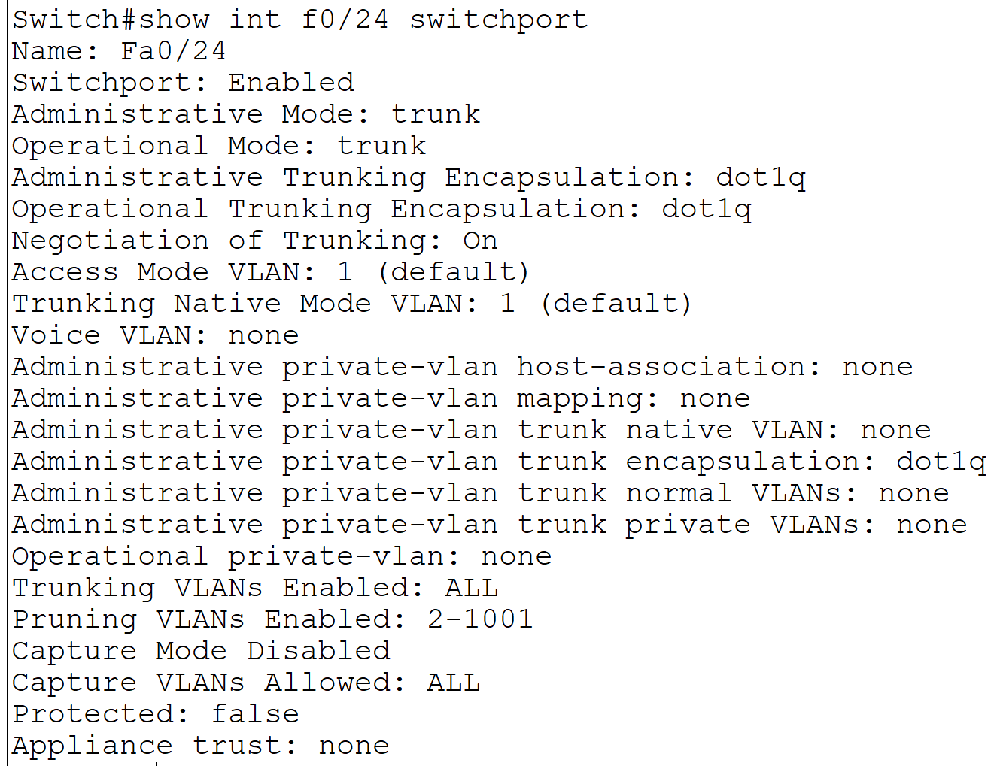 Switch#show int f0/24 switchport
Name: Fa0/24
Switchport: Enabled
Administrative Mode: trunk
Operational Mode: trunk
Administrative Trunking Encapsulation: dot1q
Operational Trunking Encapsulation: dot1q
Negotiation of Trunking: On
Access Mode VLAN: 1 (default)
Trunking Native Mode VLAN: 1 (default)
Voice VLAN: none
Administrative private-vlan host-association: none
Administrative private-vlan mapping: none
Administrative private-vlan trunk native VLAN: none
Administrative private-vlan trunk encapsulation: dot1q
Administrative private-vlan trunk normal VLANs: none
Administrative private-vlan trunk private VLANs: none
Operational private-vlan: none
Trunking VLANs Enabled: ALL
Pruning VLANs Enabled: 2-1001
Capture Mode Disabled
Capture VLANs Allowed: ALL
Protected: false
Appliance trust: none